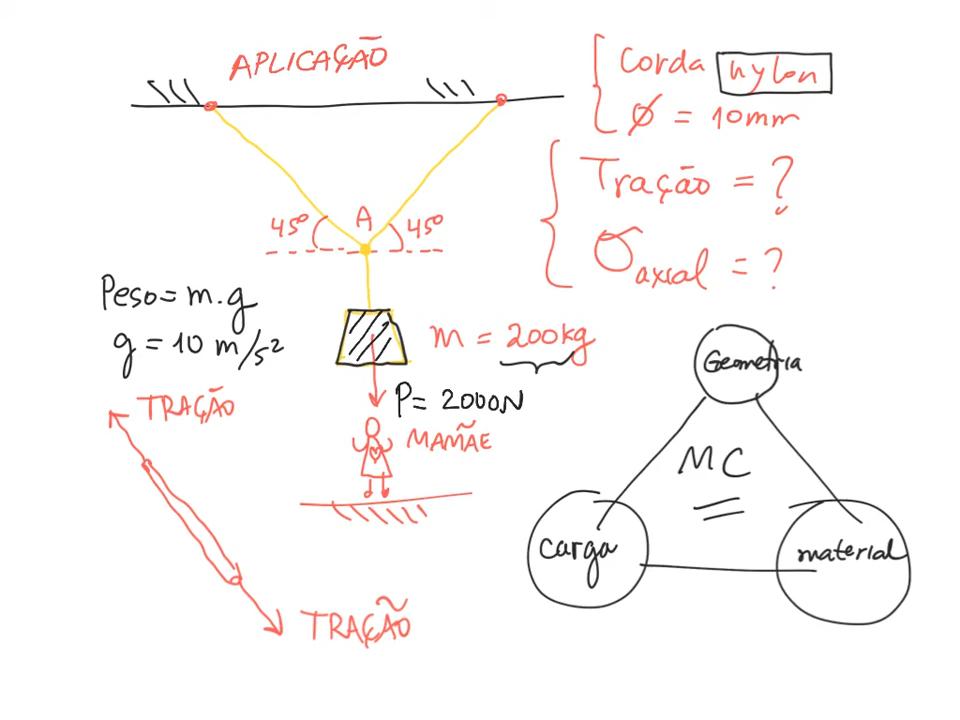 APLICAÇÃO
Corda nylon
Ø = 10mm
Tração = ?
σaxial = ?
45° A 45°
Peso = m.g
g = 10 m/s²
m = 200kg
P = 2000N
TRAÇÃO
MAMÃE
TRAÇÃO
Geometria
MC
Carga
material